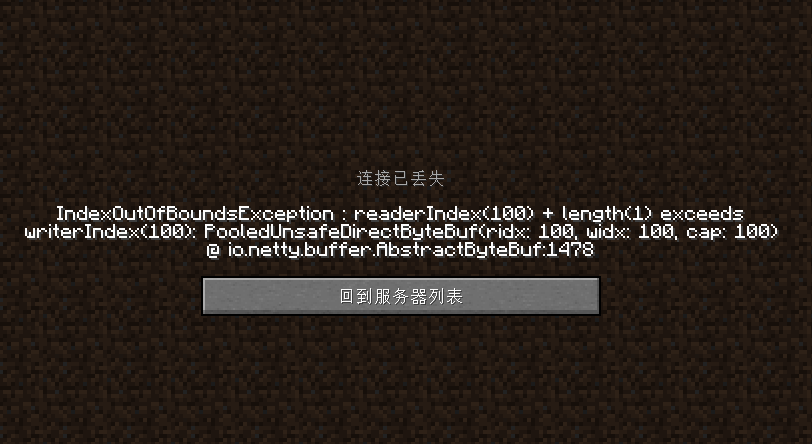 连接已丢失
IndexOutOfBoundsException : readerIndex(100) + length(1) exceeds
writerIndex(100): PooledUnsafeDirectByteBuf(ridx: 100, widx: 100, cap: 100)
@ io.netty.buffer.AbstractByteBuf:1478
回到服务器列表